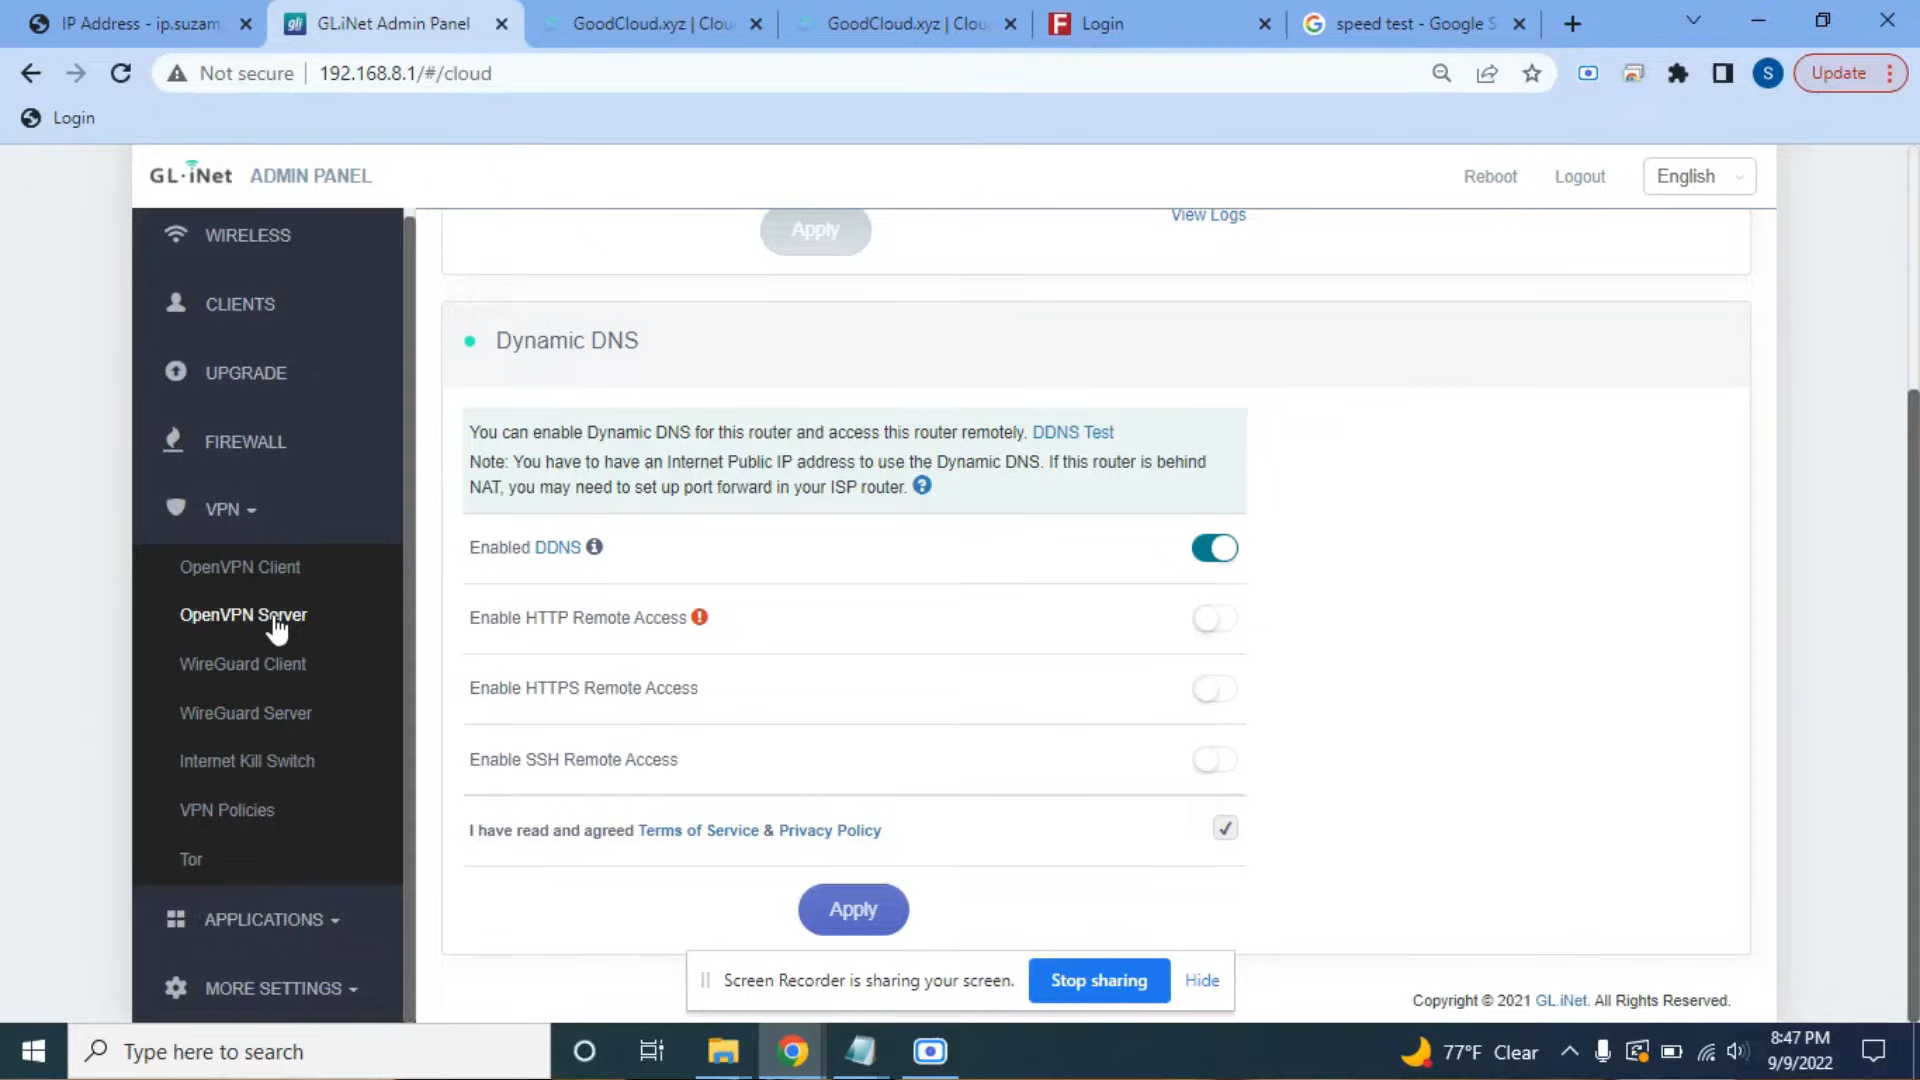 IP Address - ip.suzam
GL.iNet Admin Panel
GoodCloud.xyz | Clou
GoodCloud.xyz | Clou
Login
speed test - Google S
Not secure
192.168.8.1/#/cloud
S
Update
Login
GL·iNet ADMIN PANEL
Reboot
Logout
English
WIRELESS
CLIENTS
UPGRADE
FIREWALL
VPN
OpenVPN Client
OpenVPN Server
WireGuard Client
WireGuard Server
Internet Kill Switch
VPN Policies
Tor
APPLICATIONS
MORE SETTINGS
Apply
View Logs
Dynamic DNS
You can enable Dynamic DNS for this router and access this router remotely. DDNS Test
Note: You have to have an Internet Public IP address to use the Dynamic DNS. If this router is behind
NAT, you may need to set up port forward in your ISP router.
Enabled DDNS
Enable HTTP Remote Access
Enable HTTPS Remote Access
Enable SSH Remote Access
I have read and agreed Terms of Service & Privacy Policy
Apply
Screen Recorder is sharing your screen.
Stop sharing
Hide
Copyright © 2021 GL.iNet. All Rights Reserved.
Type here to search
77°F Clear
8:47 PM
9/9/2022